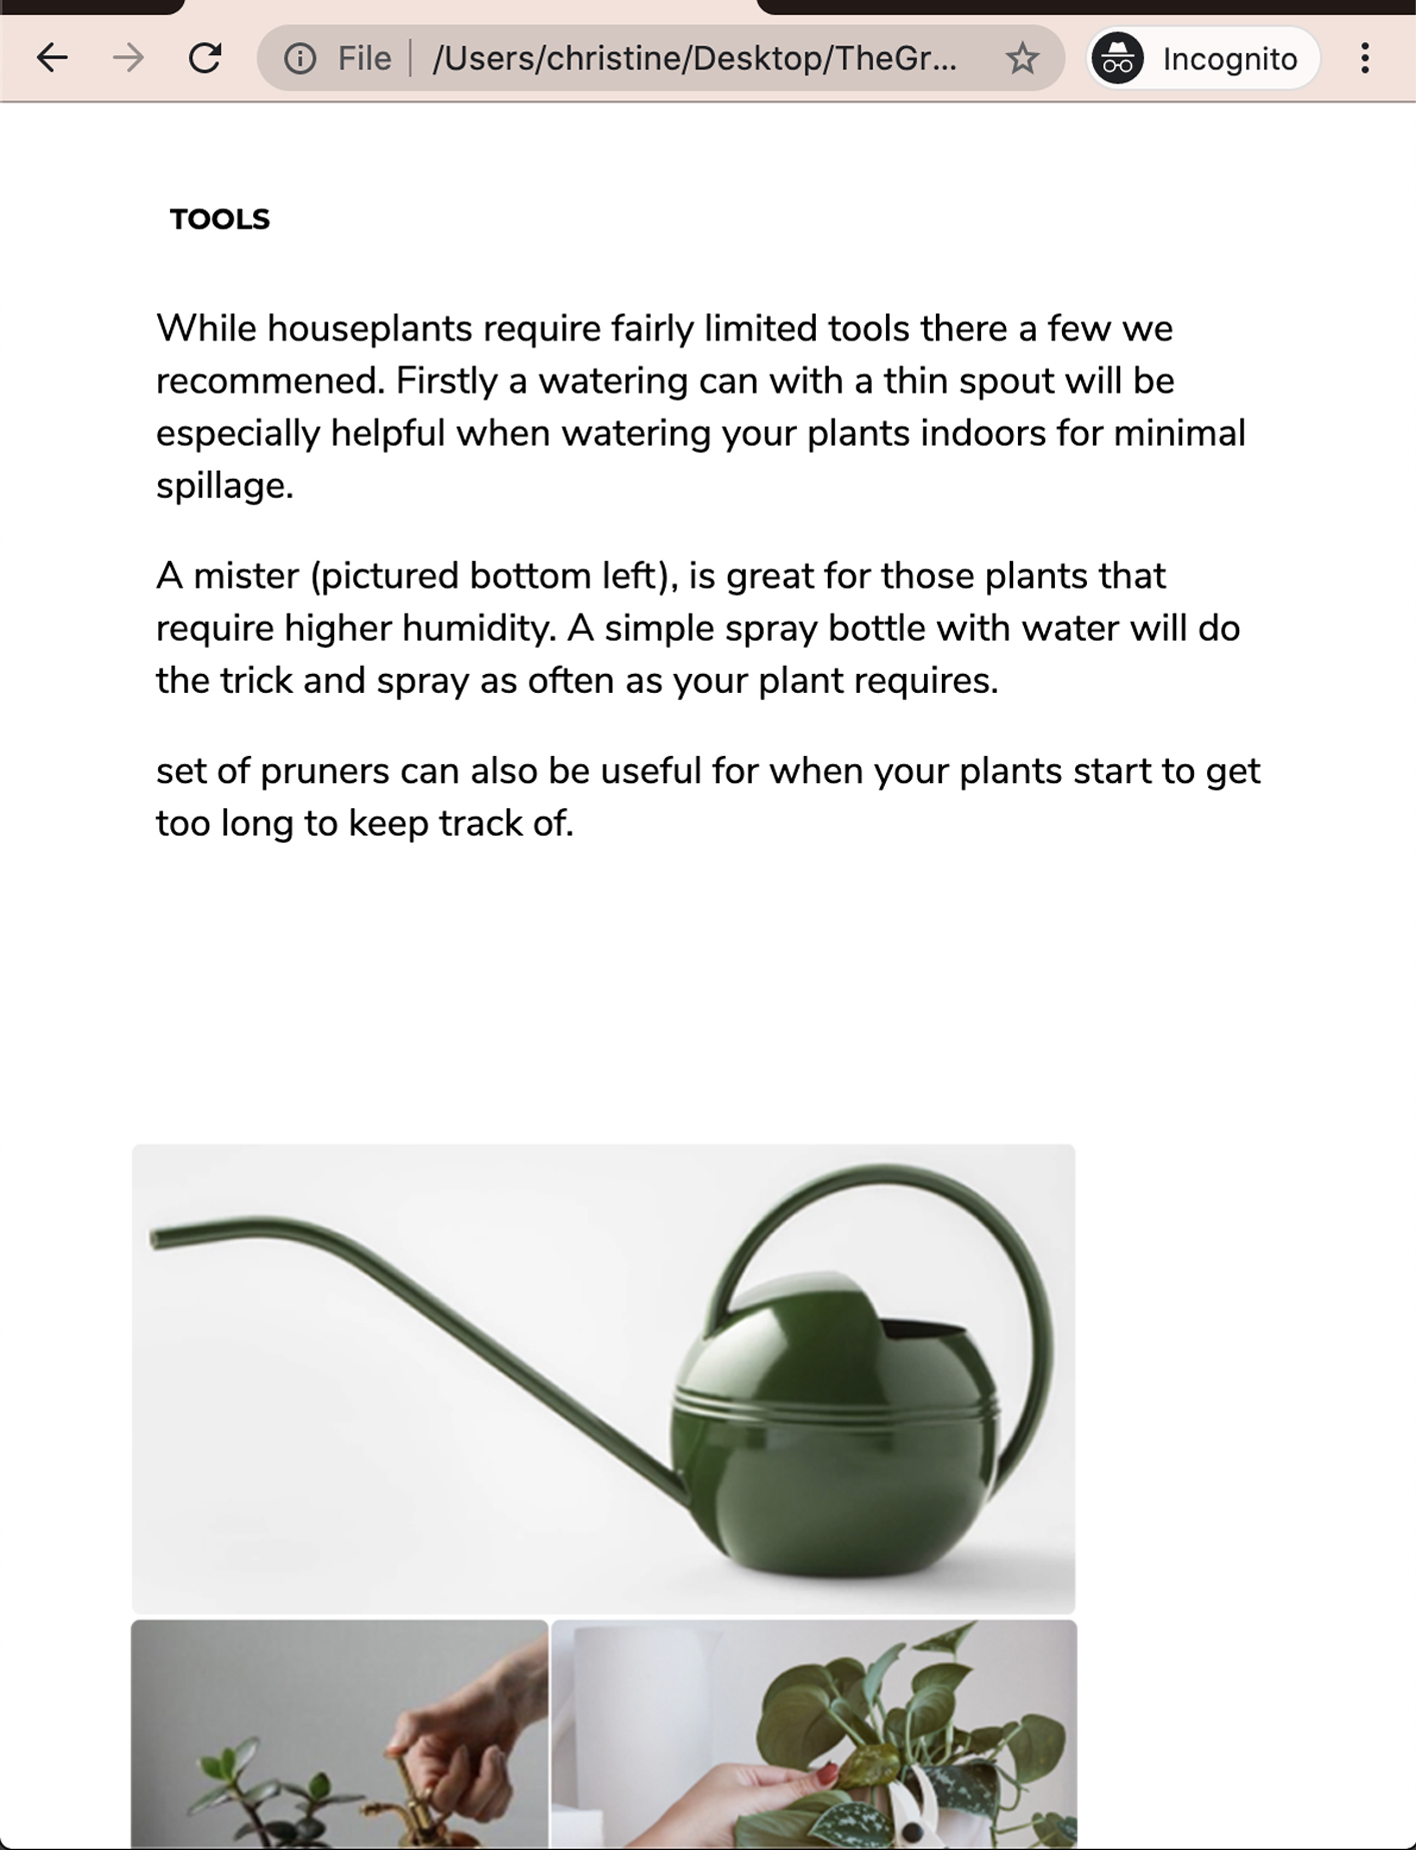 File /Users/christine/Desktop/TheGr... Incognito
TOOLS
While houseplants require fairly limited tools there a few we
recommened. Firstly a watering can with a thin spout will be
especially helpful when watering your plants indoors for minimal
spillage.
A mister (pictured bottom left), is great for those plants that
require higher humidity. A simple spray bottle with water will do
the trick and spray as often as your plant requires.
set of pruners can also be useful for when your plants start to get
too long to keep track of.